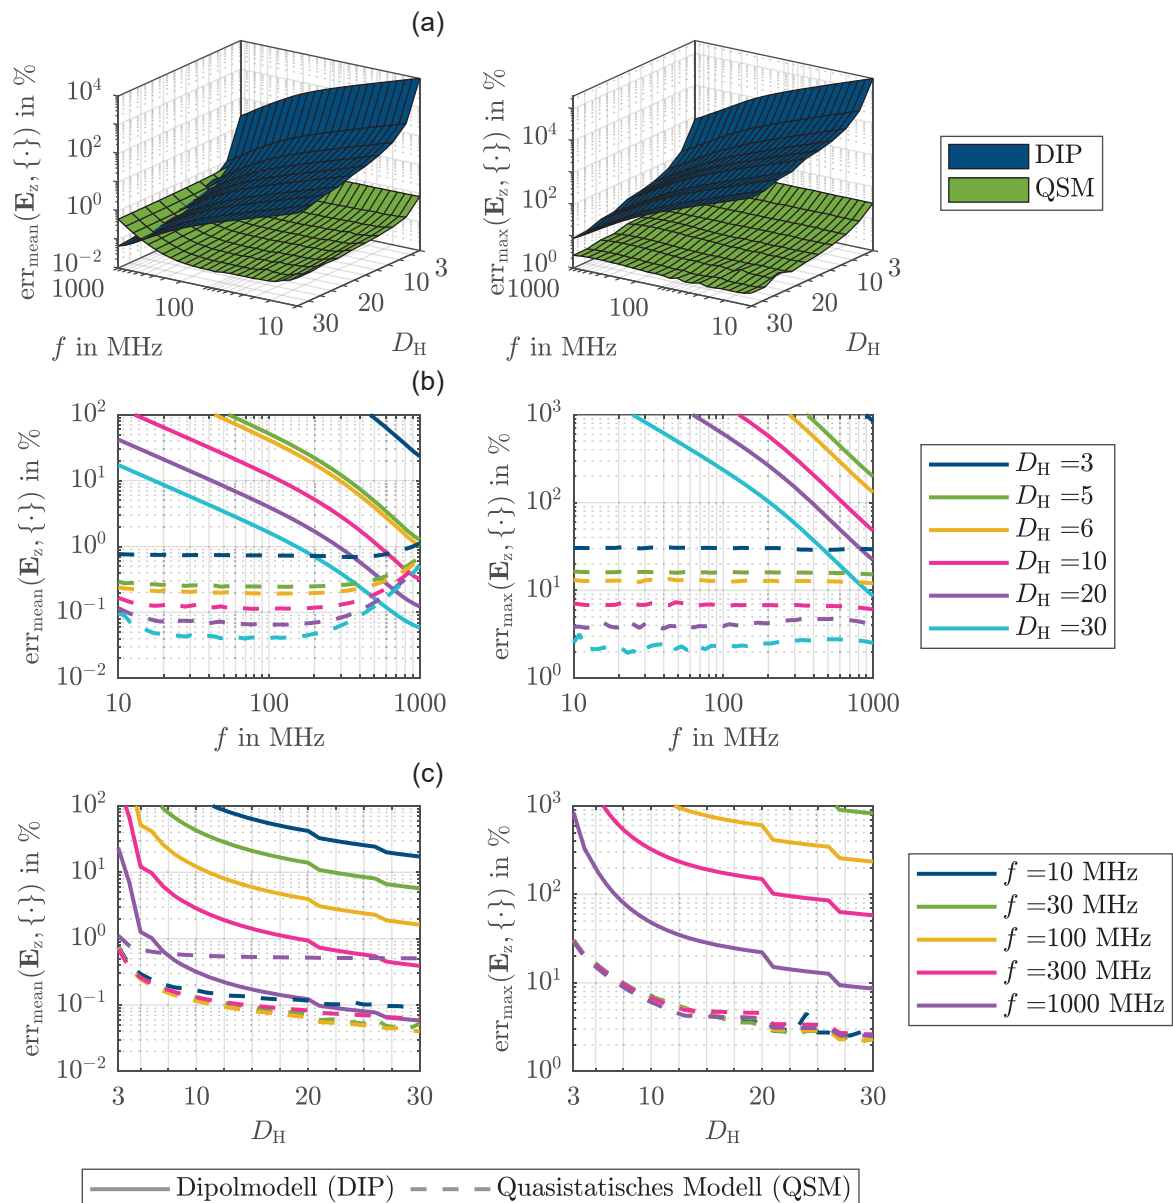 (a)
err_mean(E_z, {·}) in %
10^4
10^2
10^0
10^−2
1000
100
10
f in MHz
30
20
10
3
D_H
err_max(E_z, {·}) in %
10^4
10^2
10^0
1000
100
10
f in MHz
30
20
10
3
D_H
DIP
QSM
(b)
err_mean(E_z, {·}) in %
10^2
10^1
10^0
10^−1
10^−2
10
100
1000
f in MHz
err_max(E_z, {·}) in %
10^3
10^2
10^1
10^0
10
100
1000
f in MHz
D_H =3
D_H =5
D_H =6
D_H =10
D_H =20
D_H =30
(c)
err_mean(E_z, {·}) in %
10^2
10^1
10^0
10^−1
10^−2
3
10
20
30
D_H
err_max(E_z, {·}) in %
10^3
10^2
10^1
10^0
3
10
20
30
D_H
f =10 MHz
f =30 MHz
f =100 MHz
f =300 MHz
f =1000 MHz
Dipolmodell (DIP)
Quasistatisches Modell (QSM)